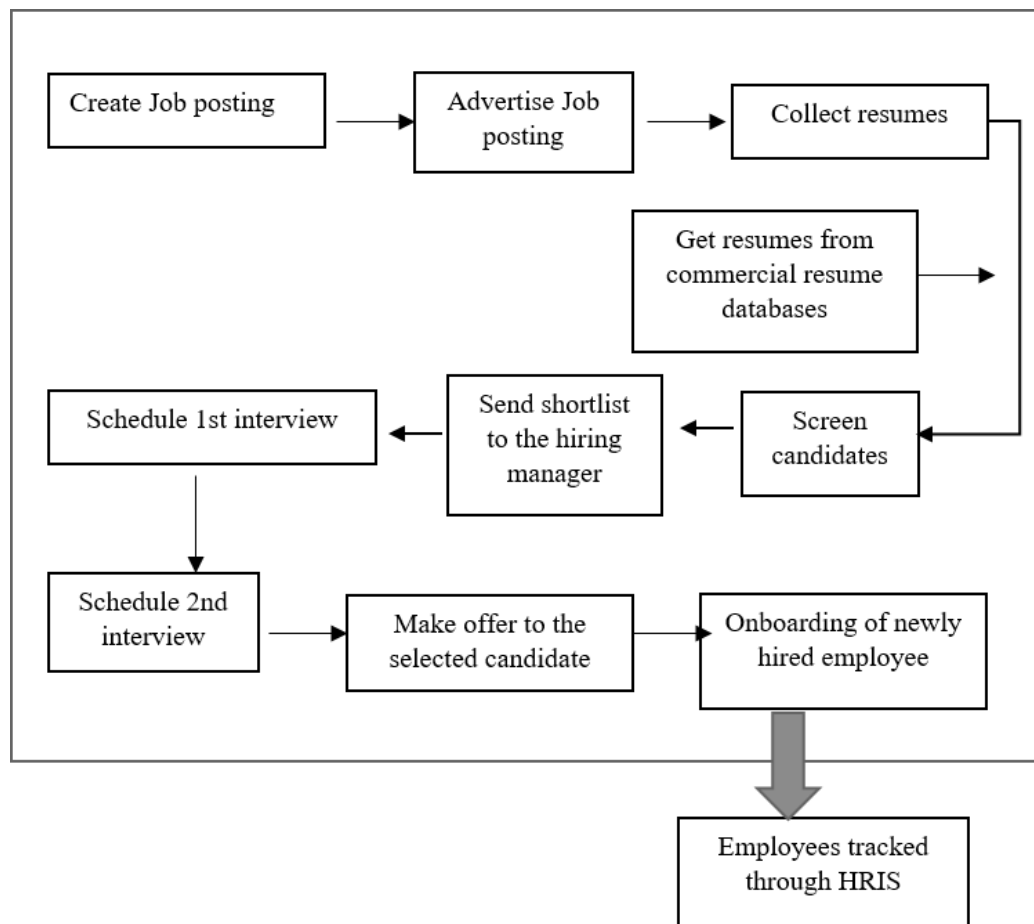 Create Job posting
Advertise Job
posting
Collect resumes
Get resumes from
commercial resume
databases
Screen
candidates
Send shortlist
to the hiring
manager
Schedule 1st interview
Schedule 2nd
interview
Make offer to the
selected candidate
Onboarding of newly
hired employee
Employees tracked
through HRIS